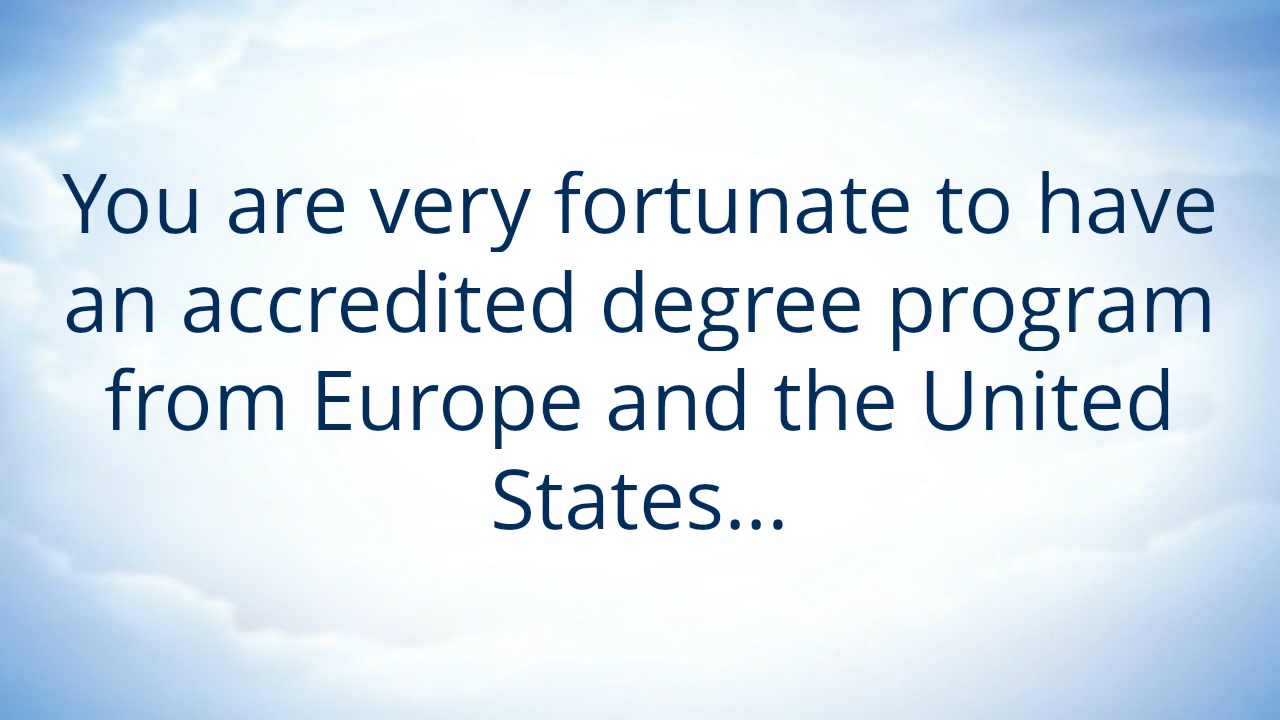 You are very fortunate to have
an accredited degree program
from Europe and the United
States...